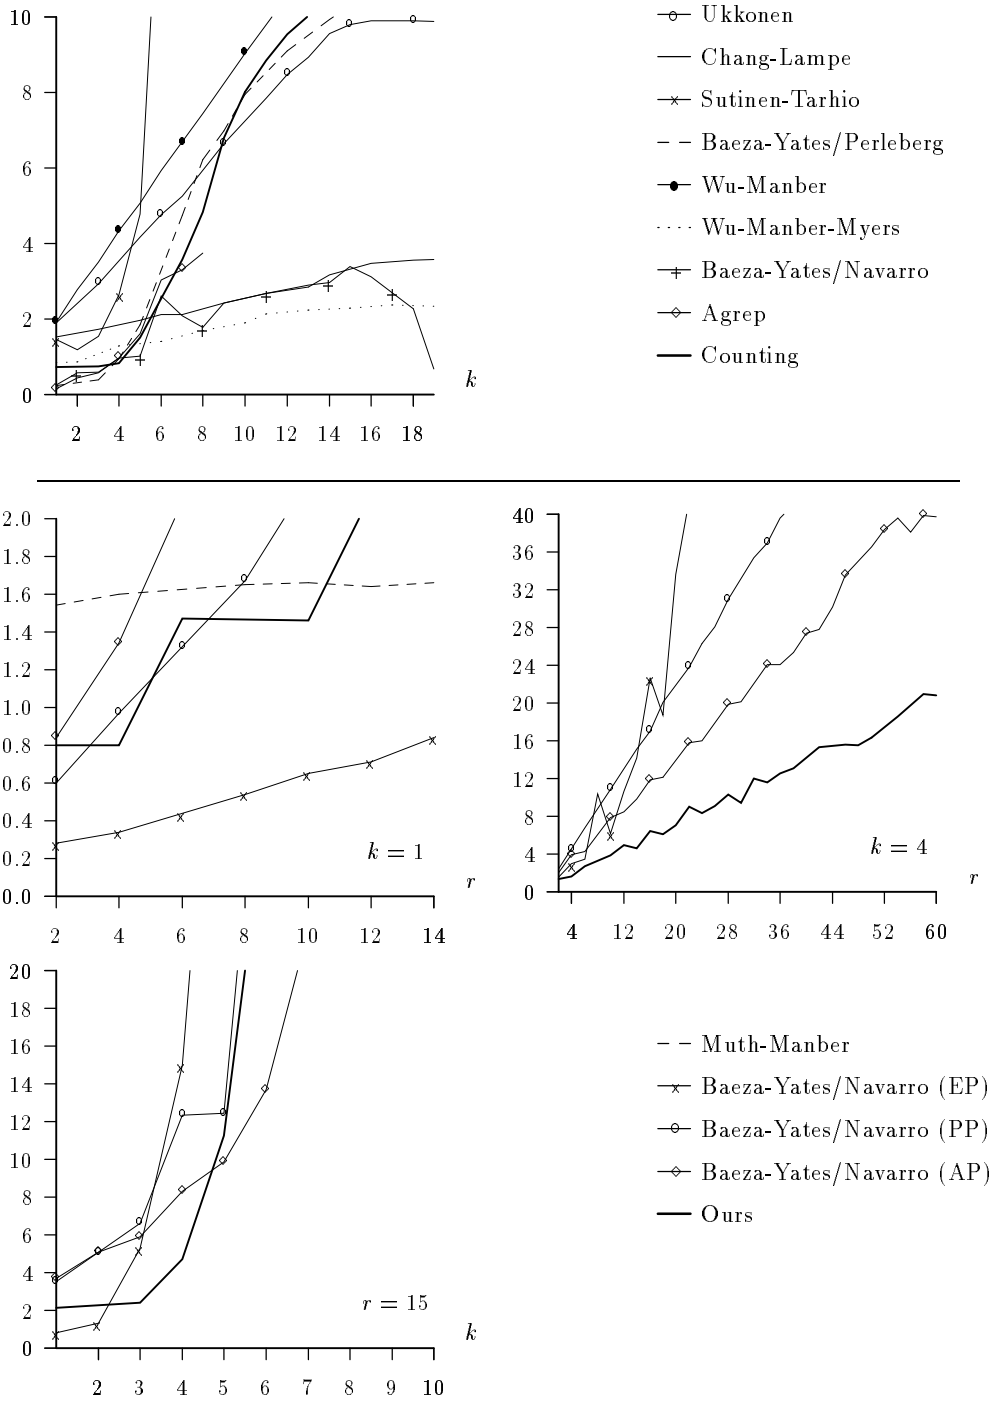 10
8
6
4
2
0
2 4 6 8 10 12 14 16 18
k
Ukkonen
Chang-Lampe
Sutinen-Tarhio
Baeza-Yates/Perleberg
Wu-Manber
Wu-Manber-Myers
Baeza-Yates/Navarro
Agrep
Counting
2.0
1.8
1.6
1.4
1.2
1.0
0.8
0.6
0.4
0.2
0.0
2 4 6 8 10 12 14
k = 1
r
40
36
32
28
24
20
16
12
8
4
0
4 12 20 28 36 44 52 60
k = 4
r
20
18
16
14
12
10
8
6
4
2
0
2 3 4 5 6 7 8 9 10
r = 15
k
Muth-Manber
Baeza-Yates/Navarro (EP)
Baeza-Yates/Navarro (PP)
Baeza-Yates/Navarro (AP)
Ours